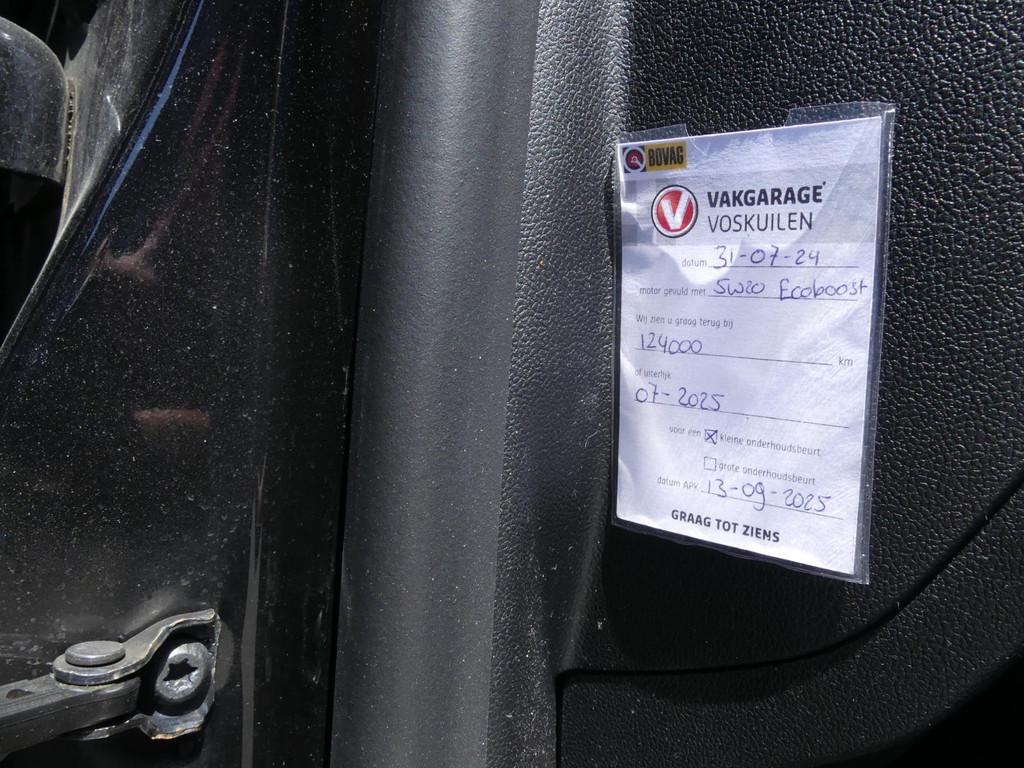 BOVAG
VAKGARAGE
VOSKUILEN
datum 31-07-24
motor gevuld met 5W20 Ecoboost
Wij zien u graag terug bij
124000 km
of uiterlijk
07-2025
voor een ☒ kleine onderhoudsbeurt
☐ grote onderhoudsbeurt
datum APK 13-09-2025
GRAAG TOT ZIENS